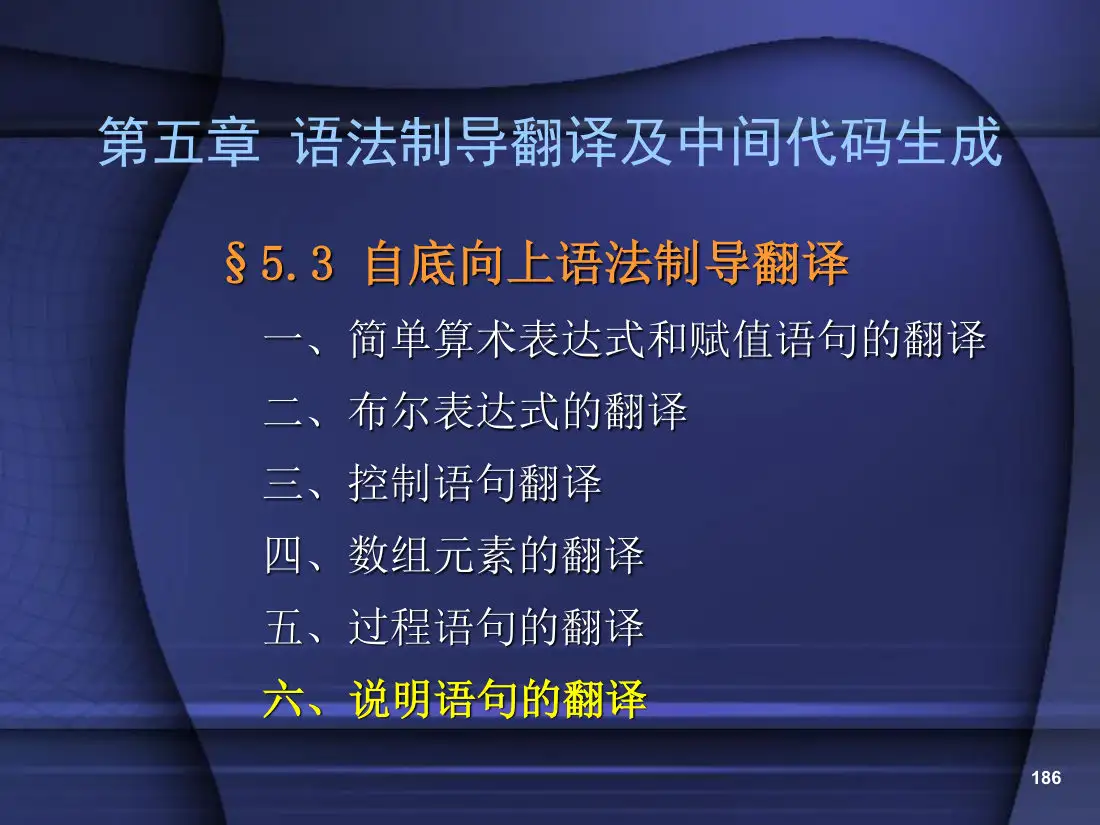 第五章 语法制导翻译及中间代码生成
§5.3 自底向上语法制导翻译
一、简单算术表达式和赋值语句的翻译
二、布尔表达式的翻译
三、控制语句翻译
四、数组元素的翻译
五、过程语句的翻译
六、说明语句的翻译
186